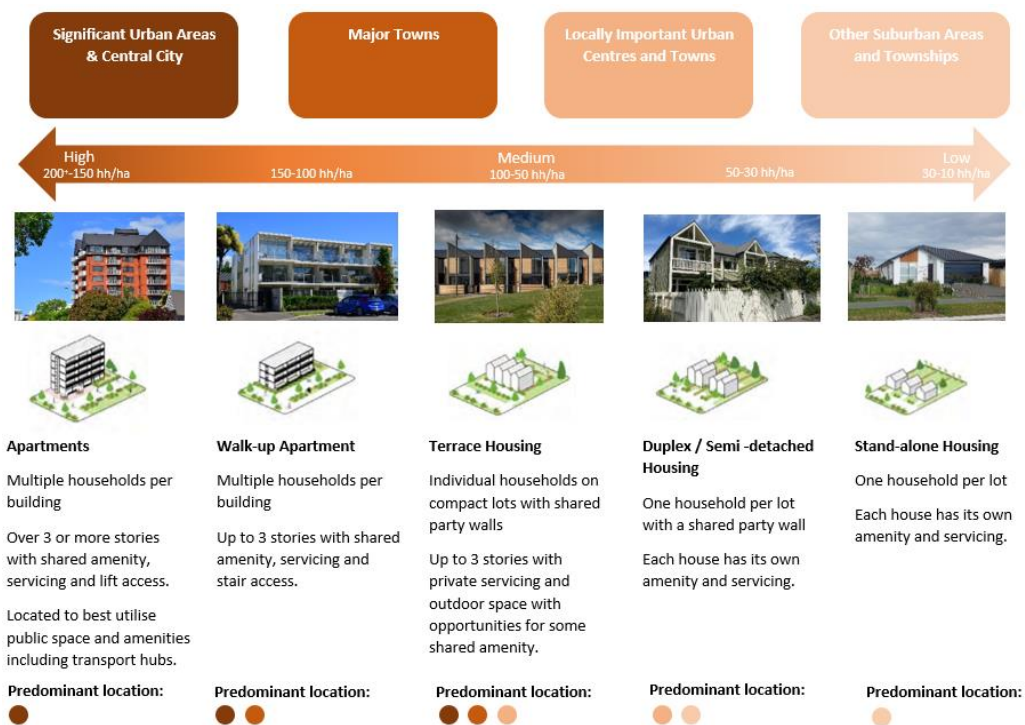 Significant Urban Areas
& Central City
Major Towns
Locally Important Urban
Centres and Towns
Other Suburban Areas
and Townships
High
200+-150 hh/ha
150-100 hh/ha
Medium
100-50 hh/ha
50-30 hh/ha
Low
30-10 hh/ha
Apartments
Multiple households per
building
Over 3 or more stories
with shared amenity,
servicing and lift access.
Located to best utilise
public space and amenities
including transport hubs.
Predominant location:
Walk-up Apartment
Multiple households per
building
Up to 3 stories with shared
amenity, servicing and
stair access.
Predominant location:
Terrace Housing
Individual households on
compact lots with shared
party walls
Up to 3 stories with
private servicing and
outdoor space with
opportunities for some
shared amenity.
Predominant location:
Duplex / Semi -detached
Housing
One household per lot
with a shared party wall
Each house has its own
amenity and servicing.
Predominant location:
Stand-alone Housing
One household per lot
Each house has its own
amenity and servicing.
Predominant location: